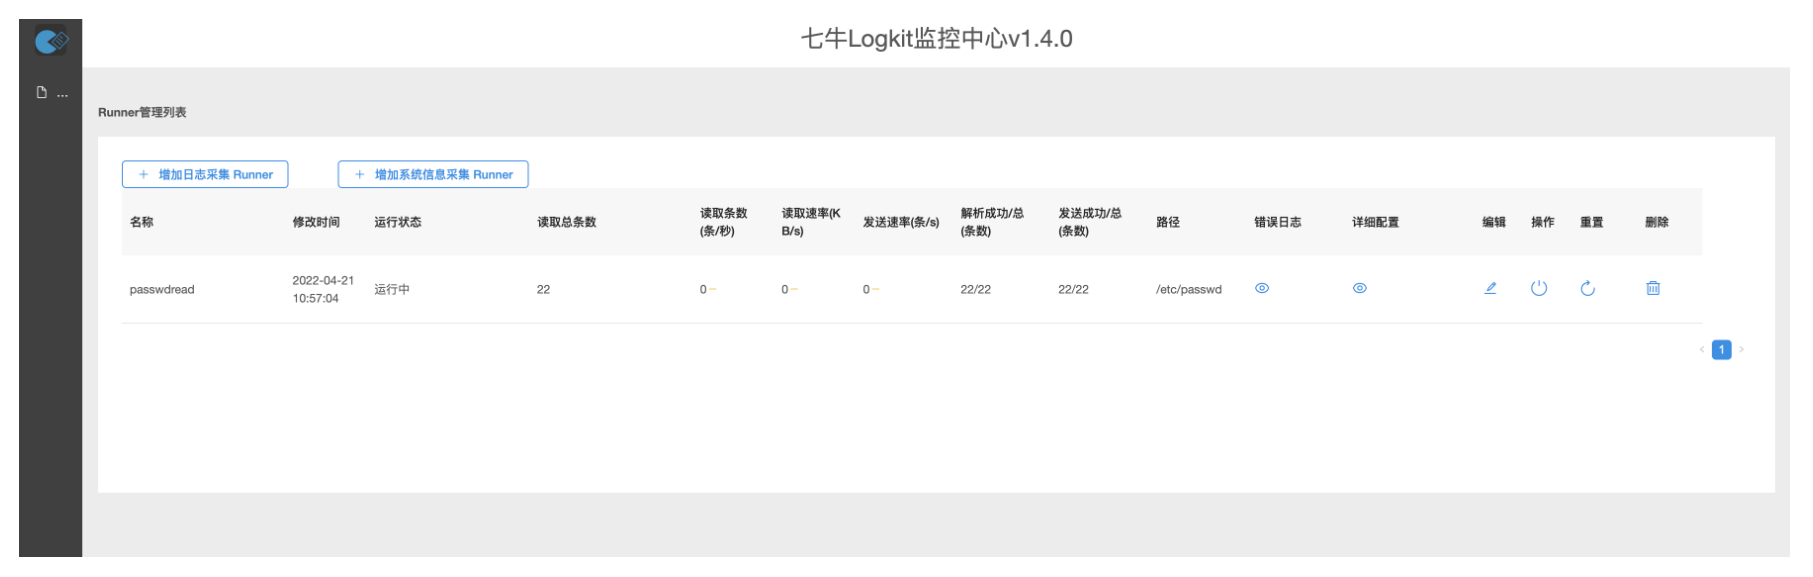 七牛Logkit监控中心v1.4.0
...
Runner管理列表
+ 增加日志采集 Runner
+ 增加系统信息采集 Runner
名称 修改时间 运行状态 读取总条数 读取条数(条/秒) 读取速率(KB/s) 发送速率(条/s) 解析成功/总(条数) 发送成功/总(条数) 路径 错误日志 详细配置 编辑 操作 重置 删除
passwdread 2022-04-21 10:57:04 运行中 22 0 ~ 0 ~ 0 ~ 22/22 22/22 /etc/passwd
< 1 >